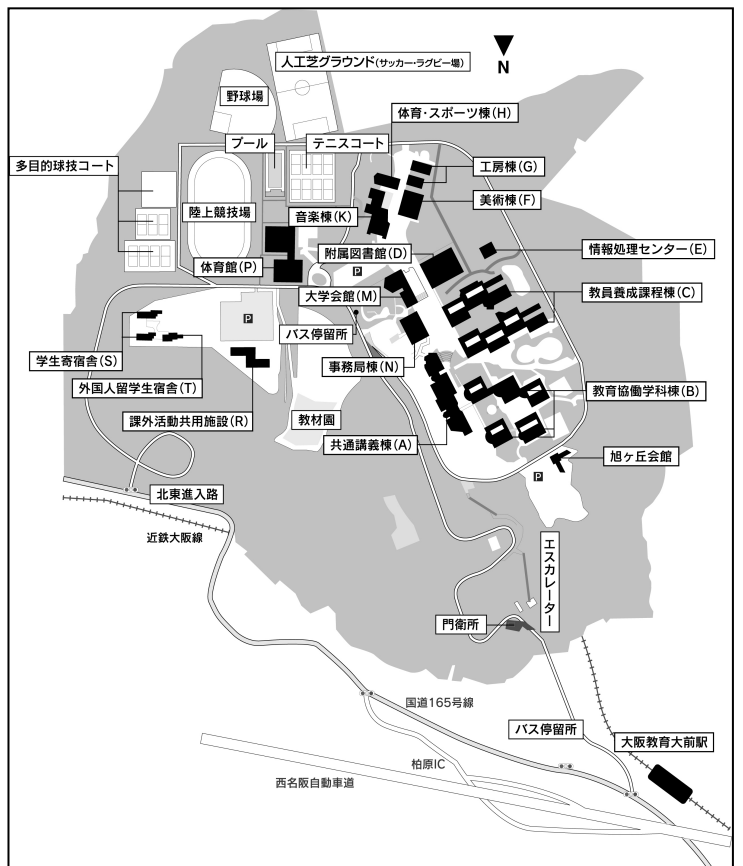 人工芝グラウンド(サッカー・ラグビー場)
N
野球場
体育・スポーツ棟(H)
プール
テニスコート
多目的球技コート
工房棟(G)
美術棟(F)
陸上競技場
音楽棟(K)
附属図書館(D)
情報処理センター(E)
体育館(P)
P
大学会館(M)
教員養成課程棟(C)
P
バス停留所
学生寄宿舎(S)
事務局棟(N)
外国人留学生宿舎(T)
教育協働学科棟(B)
課外活動共用施設(R)
教材園
共通講義棟(A)
旭ヶ丘会館
P
北東進入路
近鉄大阪線
エスカレーター
門衛所
国道165号線
バス停留所
大阪教育大前駅
柏原IC
西名阪自動車道